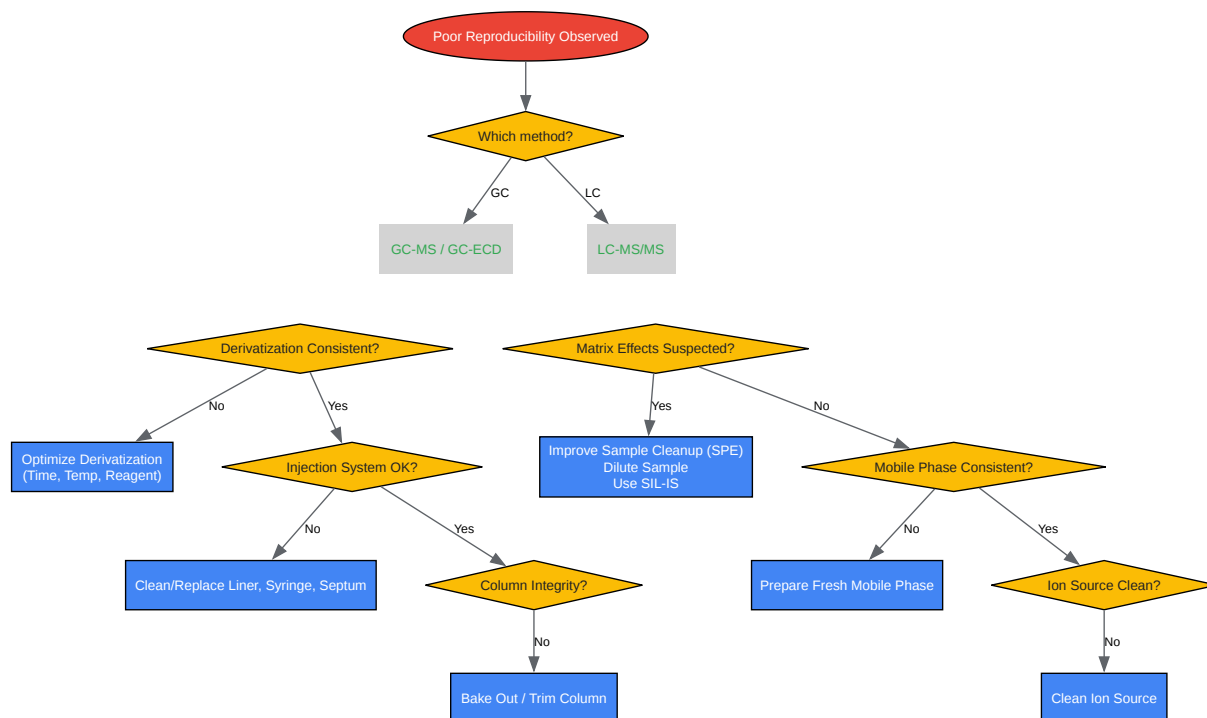 Poor Reproducibility Observed
Which method?
GC
LC
GC-MS / GC-ECD
LC-MS/MS
Derivatization Consistent?
Matrix Effects Suspected?
No
Yes
Yes
No
Optimize Derivatization
(Time, Temp, Reagent)
Injection System OK?
Improve Sample Cleanup (SPE)
Dilute Sample
Use SIL-IS
Mobile Phase Consistent?
No
Yes
No
Yes
Clean/Replace Liner, Syringe, Septum
Column Integrity?
Prepare Fresh Mobile Phase
Ion Source Clean?
No
No
Bake Out / Trim Column
Clean Ion Source